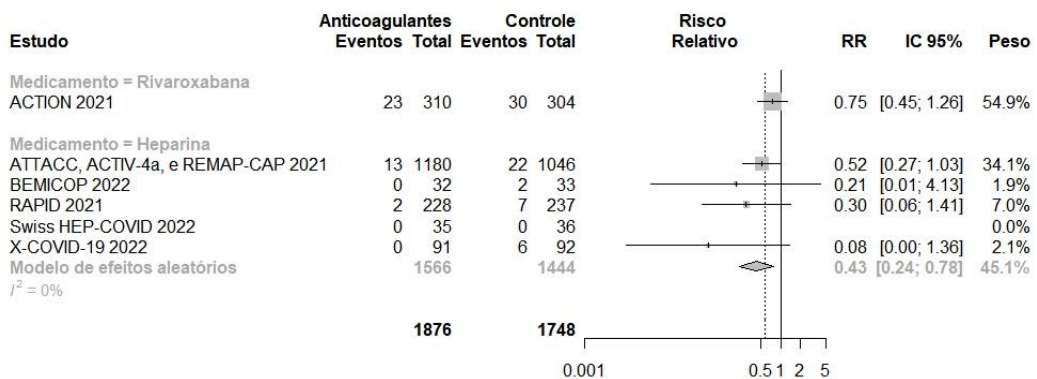 Anticoagulantes Controle Risco
Estudo Eventos Total Eventos Total Relativo RR IC 95% Peso
Medicamento = Rivaroxabana
ACTION 2021 23 310 30 304 0.75 [0.45; 1.26] 54.9%
Medicamento = Heparina
ATTACC, ACTIV-4a, e REMAP-CAP 2021 13 1180 22 1046 0.52 [0.27; 1.03] 34.1%
BEMICOP 2022 0 32 2 33 0.21 [0.01; 4.13] 1.9%
RAPID 2021 2 228 7 237 0.30 [0.06; 1.41] 7.0%
Swiss HEP-COVID 2022 0 35 0 36 0.0%
X-COVID-19 2022 0 91 6 92 0.08 [0.00; 1.36] 2.1%
Modelo de efeitos aleatórios 1566 1444 0.43 [0.24; 0.78] 45.1%
I² = 0%
1876 1748
0.001 0.5 1 2 5